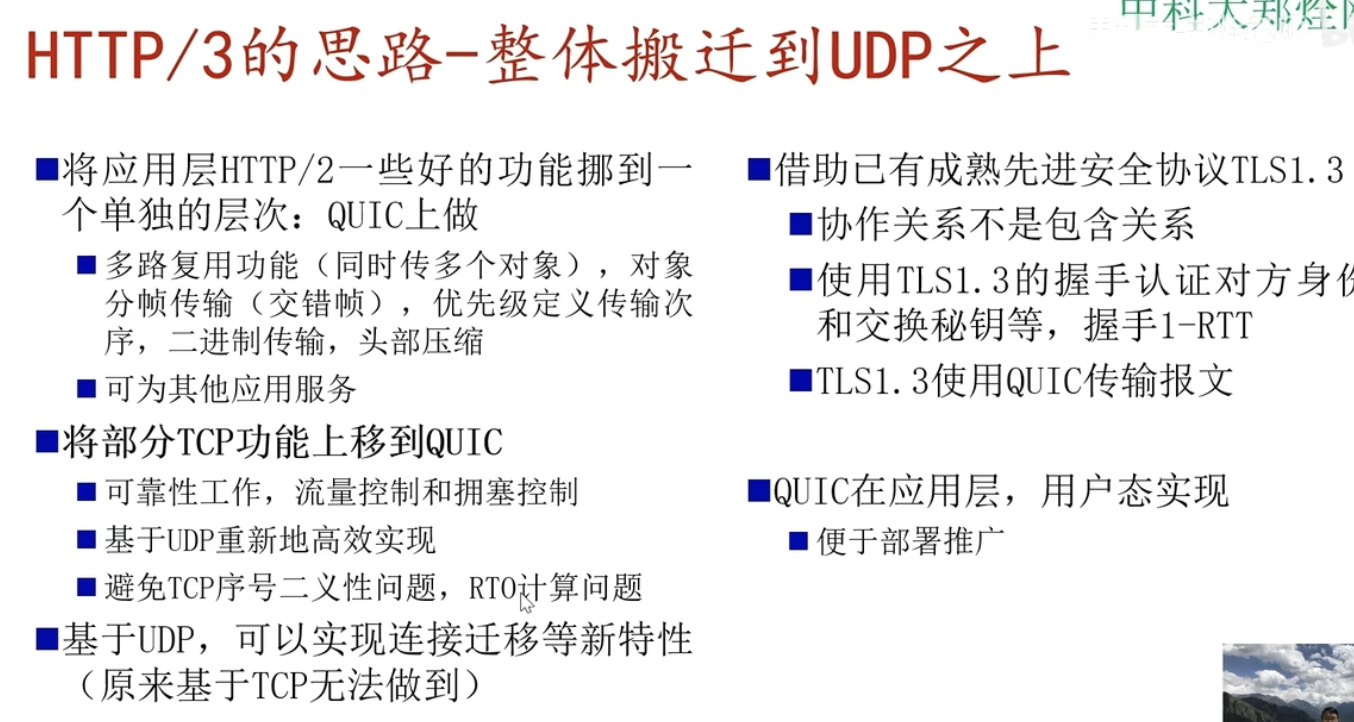 中科大郑烇
HTTP/3的思路-整体搬迁到UDP之上
■将应用层HTTP/2一些好的功能挪到一
个单独的层次：QUIC上做
■多路复用功能（同时传多个对象），对象
分帧传输（交错帧），优先级定义传输次
序，二进制传输，头部压缩
■可为其他应用服务
■将部分TCP功能上移到QUIC
■可靠性工作，流量控制和拥塞控制
■基于UDP重新地高效实现
■避免TCP序号二义性问题，RTO计算问题
■基于UDP，可以实现连接迁移等新特性
（原来基于TCP无法做到）
■借助已有成熟先进安全协议TLS1.3
■协作关系不是包含关系
■使用TLS1.3的握手认证对方身份
和交换秘钥等，握手1-RTT
■TLS1.3使用QUIC传输报文
■QUIC在应用层，用户态实现
■便于部署推广